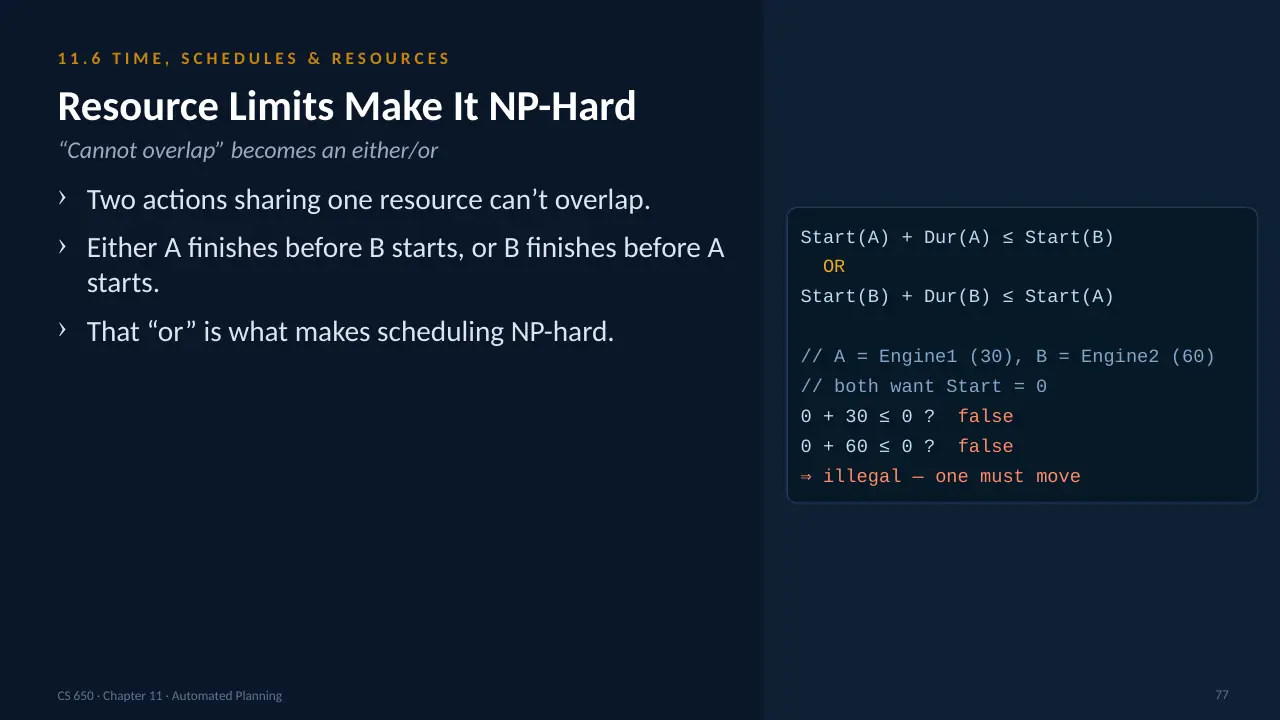 11.6 TIME, SCHEDULES & RESOURCES
Resource Limits Make It NP-Hard
“Cannot overlap” becomes an either/or
› Two actions sharing one resource can’t overlap.
› Either A finishes before B starts, or B finishes before A
starts.
› That “or” is what makes scheduling NP-hard.
Start(A) + Dur(A) ≤ Start(B)
OR
Start(B) + Dur(B) ≤ Start(A)
// A = Engine1 (30), B = Engine2 (60)
// both want Start = 0
0 + 30 ≤ 0 ? false
0 + 60 ≤ 0 ? false
⇒ illegal — one must move
CS 650 · Chapter 11 · Automated Planning
77